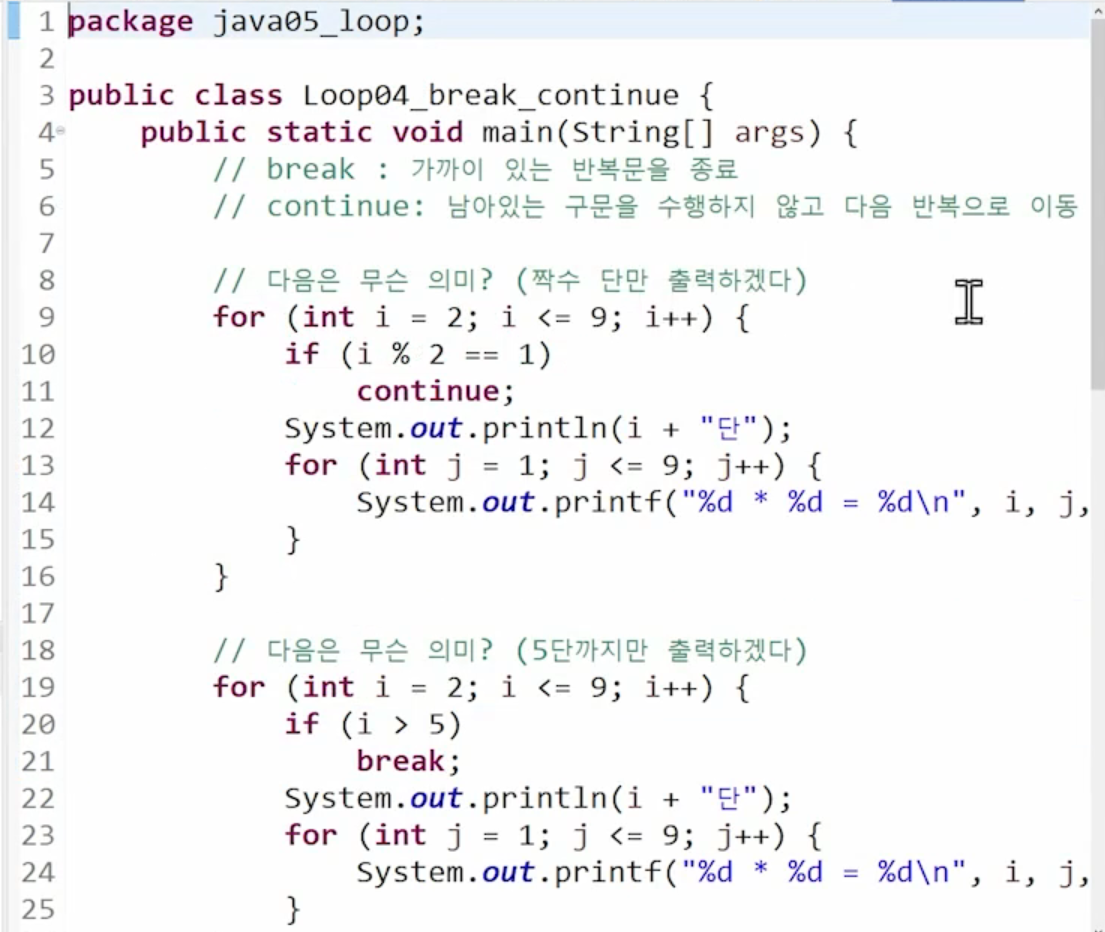 1 package java05_loop;
2
3 public class Loop04_break_continue {
4 public static void main(String[] args) {
5 // break : 가까이 있는 반복문을 종료
6 // continue: 남아있는 구문을 수행하지 않고 다음 반복으로 이동
7
8 // 다음은 무슨 의미? (짝수 단만 출력하겠다)
9 for (int i = 2; i <= 9; i++) {
10 if (i % 2 == 1)
11 continue;
12 System.out.println(i + "단");
13 for (int j = 1; j <= 9; j++) {
14 System.out.printf("%d * %d = %d\n", i, j,
15 }
16 }
17
18 // 다음은 무슨 의미? (5단까지만 출력하겠다)
19 for (int i = 2; i <= 9; i++) {
20 if (i > 5)
21 break;
22 System.out.println(i + "단");
23 for (int j = 1; j <= 9; j++) {
24 System.out.printf("%d * %d = %d\n", i, j,
25 }